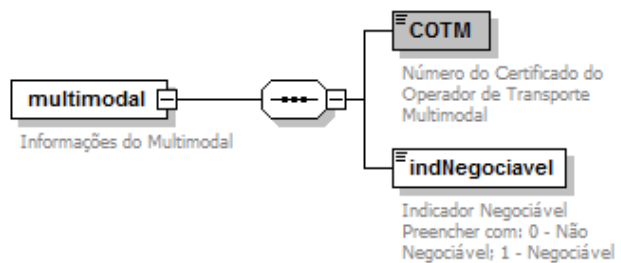 COTM
Número do Certificado do
Operador de Transporte
Multimodal
multimodal
Informações do Multimodal
indNegociavel
Indicador Negociável
Preencher com: 0 - Não
Negociável; 1 - Negociável